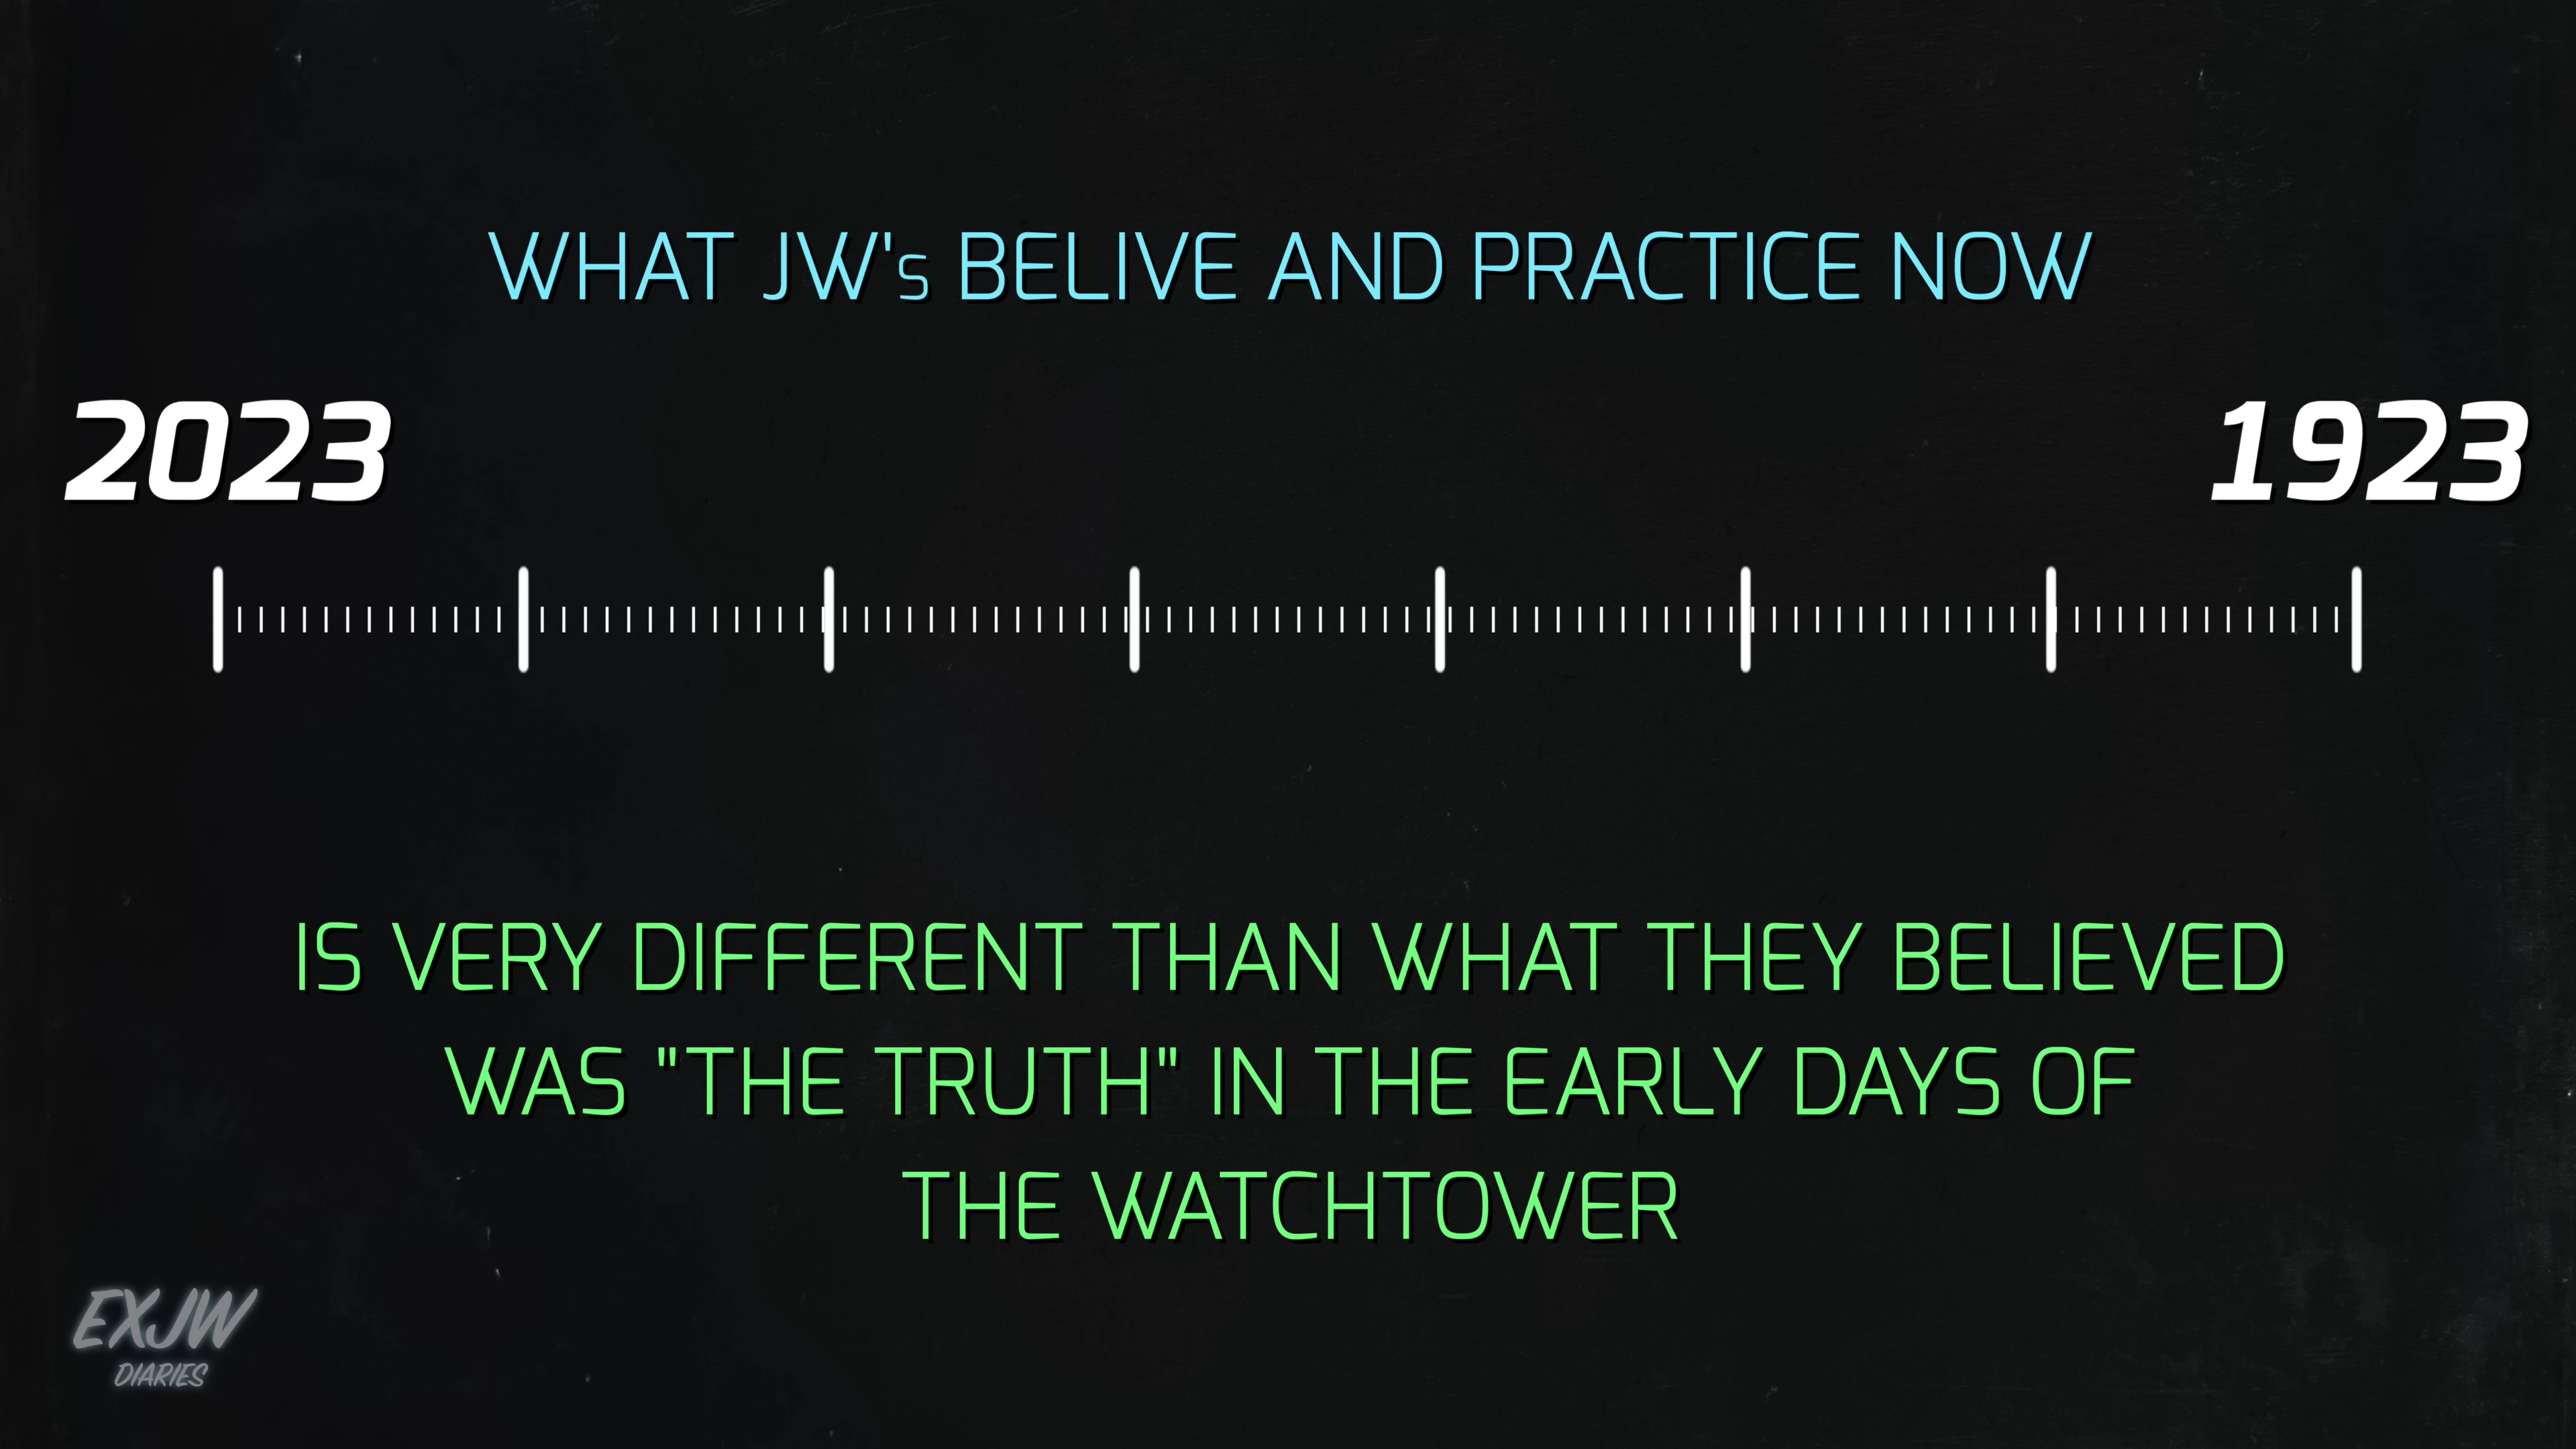 WHAT JW's BELIVE AND PRACTICE NOW
2023
1923
IS VERY DIFFERENT THAN WHAT THEY BELIEVED
WAS "THE TRUTH" IN THE EARLY DAYS OF
THE WATCHTOWER
EXJW
DIARIES